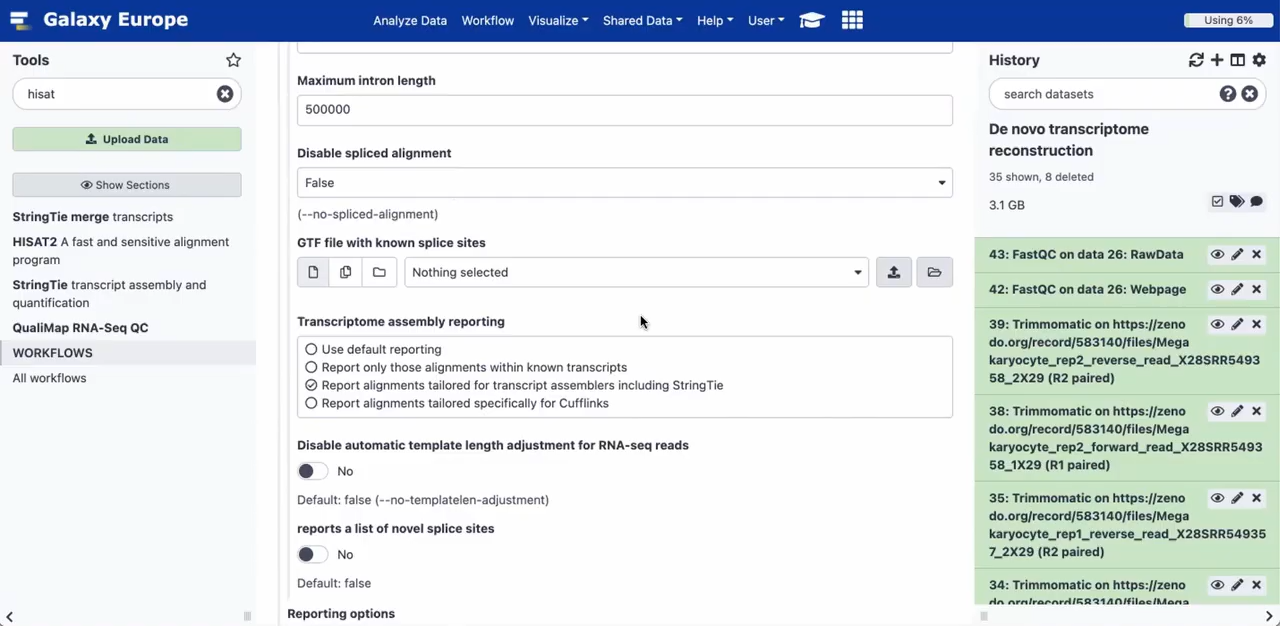 Galaxy Europe
Analyze Data
Workflow
Visualize
Shared Data
Help
User
Using 6%
Tools
hisat
Upload Data
Show Sections
StringTie merge transcripts
HISAT2 A fast and sensitive alignment
program
StringTie transcript assembly and
quantification
QualiMap RNA-Seq QC
WORKFLOWS
All workflows
Maximum intron length
500000
Disable spliced alignment
False
(--no-spliced-alignment)
GTF file with known splice sites
Nothing selected
Transcriptome assembly reporting
Use default reporting
Report only those alignments within known transcripts
Report alignments tailored for transcript assemblers including StringTie
Report alignments tailored specifically for Cufflinks
Disable automatic template length adjustment for RNA-seq reads
No
Default: false (--no-templatelen-adjustment)
reports a list of novel splice sites
No
Default: false
Reporting options
History
search datasets
De novo transcriptome
reconstruction
35 shown, 8 deleted
3.1 GB
43: FastQC on data 26: RawData
42: FastQC on data 26: Webpage
39: Trimmomatic on https://zeno
do.org/record/583140/files/Mega
karyocyte_rep2_reverse_read_X28SRR5493
58_2X29 (R2 paired)
38: Trimmomatic on https://zeno
do.org/record/583140/files/Mega
karyocyte_rep2_forward_read_X28SRR5493
58_1X29 (R1 paired)
35: Trimmomatic on https://zeno
do.org/record/583140/files/Mega
karyocyte_rep1_reverse_read_X28SRR54935
7_2X29 (R2 paired)
34: Trimmomatic on https://zeno
do.org/record/583140/files/Mega